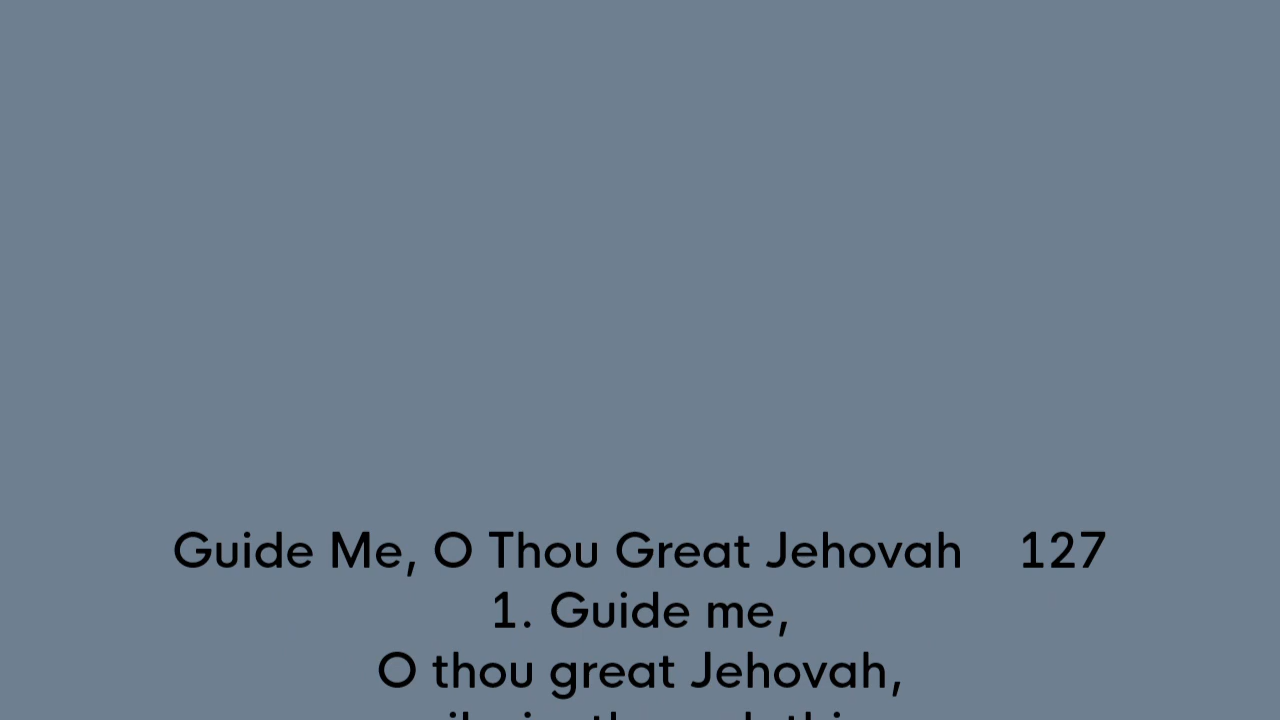 Guide Me, O Thou Great Jehovah 127
1. Guide me,
O thou great Jehovah,